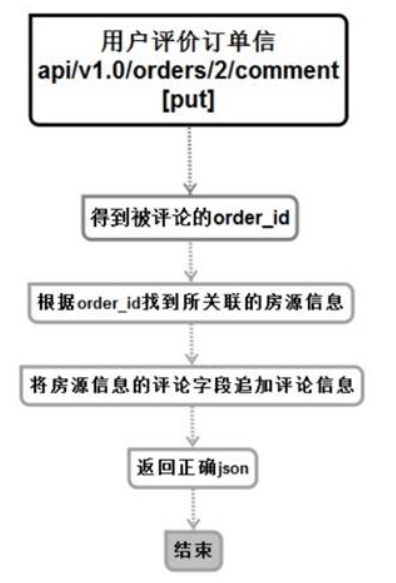 用户评价订单信
api/v1.0/orders/2/comment
[put]
得到被评论的order_id
根据order_id找到所关联的房源信息
将房源信息的评论字段追加评论信息
返回正确json
结束